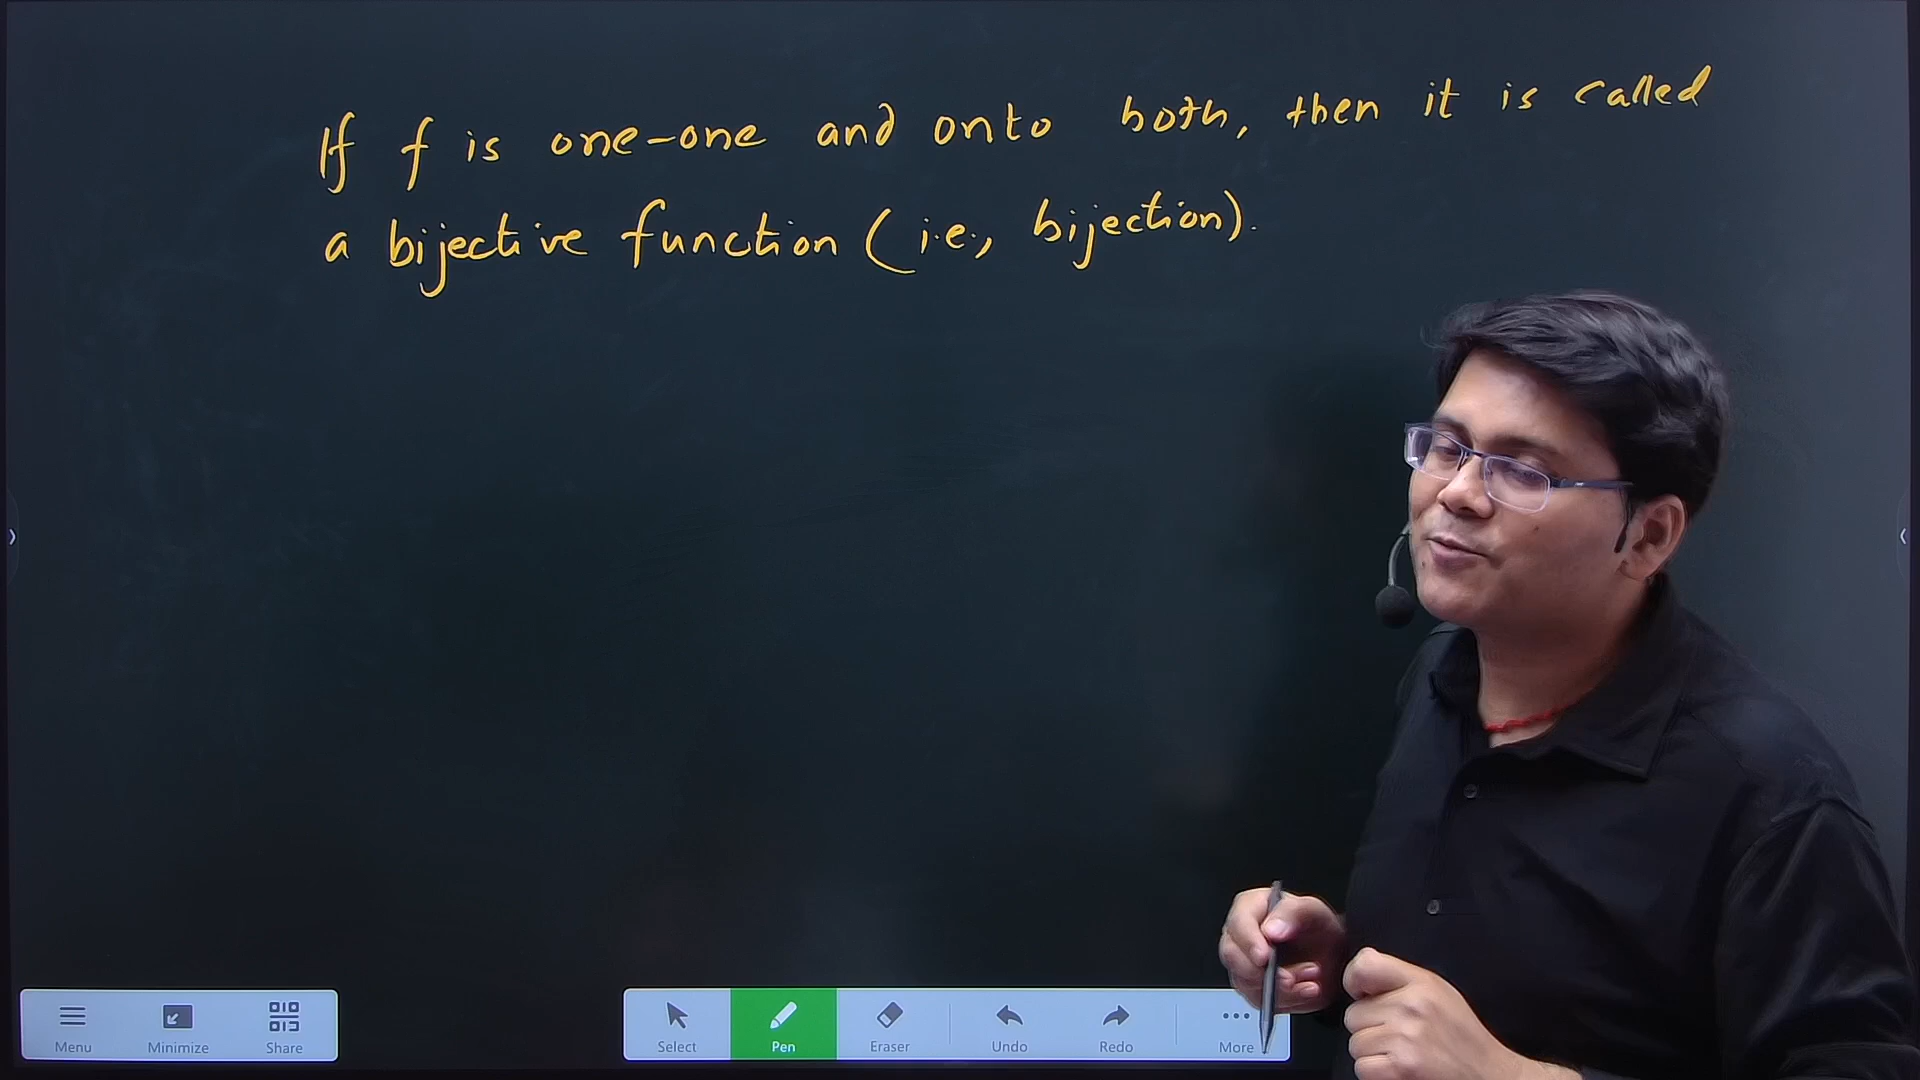 If f is one-one and onto both, then it is called
a bijective function (i.e., bijection).
Menu Minimize Share Select Pen Eraser Undo Redo More